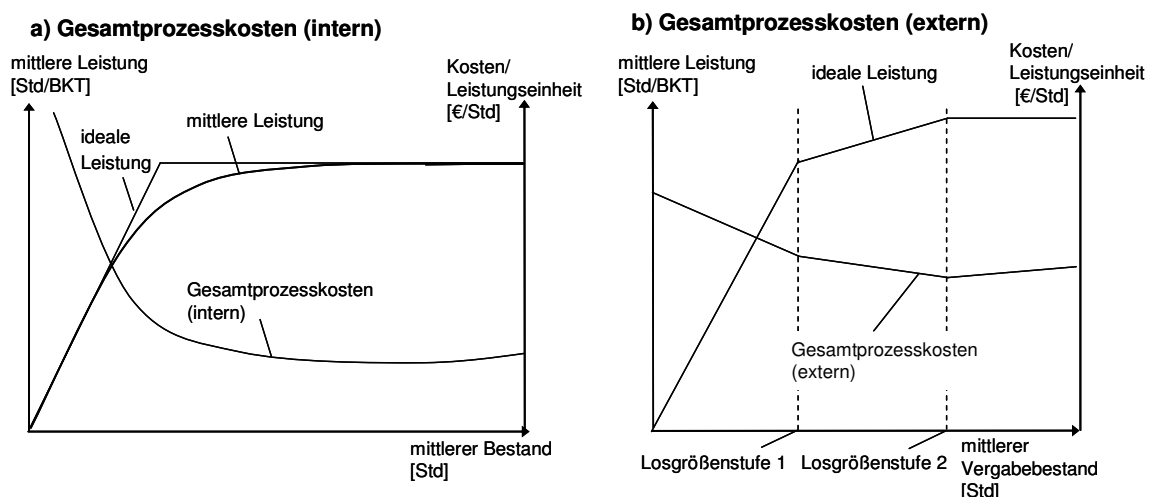 a) Gesamtprozesskosten (intern)
mittlere Leistung
[Std/BKT]
Kosten/
Leistungseinheit
[€/Std]
ideale
Leistung
mittlere Leistung
Gesamtprozesskosten
(intern)
mittlerer Bestand
[Std]
b) Gesamtprozesskosten (extern)
mittlere Leistung
[Std/BKT]
ideale Leistung
Kosten/
Leistungseinheit
[€/Std]
Gesamtprozesskosten
(extern)
Losgrößenstufe 1
Losgrößenstufe 2
mittlerer
Vergabebestand
[Std]